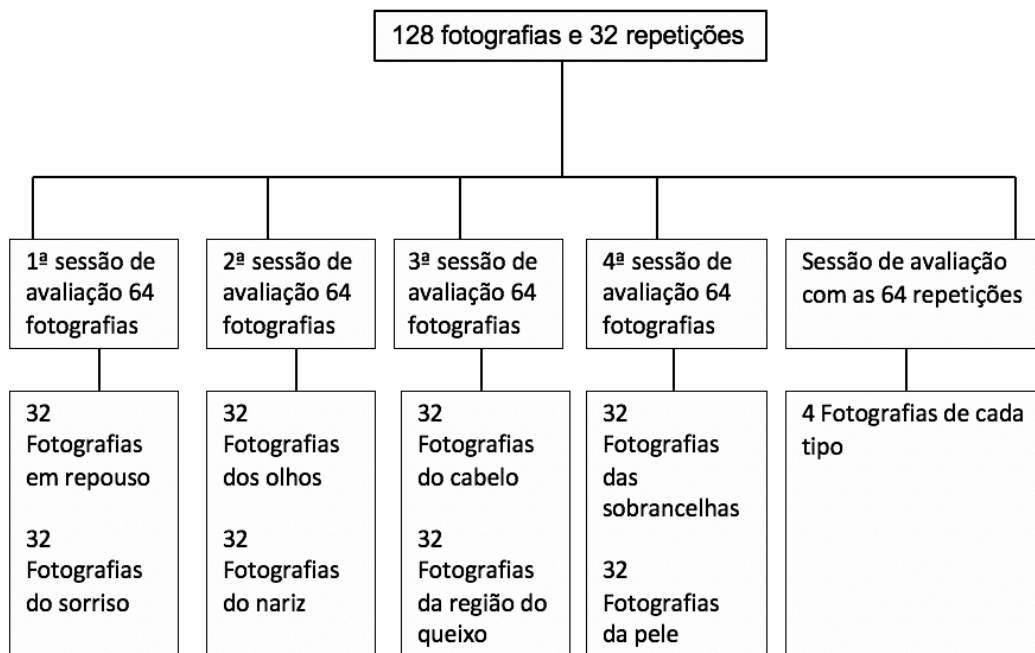 128 fotografias e 32 repetições
1ª sessão de
avaliação 64
fotografias
2ª sessão de
avaliação 64
fotografias
3ª sessão de
avaliação 64
fotografias
4ª sessão de
avaliação 64
fotografias
Sessão de avaliação
com as 64 repetições
32
Fotografias
em repouso
32
Fotografias
do sorriso
32
Fotografias
dos olhos
32
Fotografias
do nariz
32
Fotografias
do cabelo
32
Fotografias
da região do
queixo
32
Fotografias
das
sobrancelhas
32
Fotografias
da pele
4 Fotografias de cada
tipo